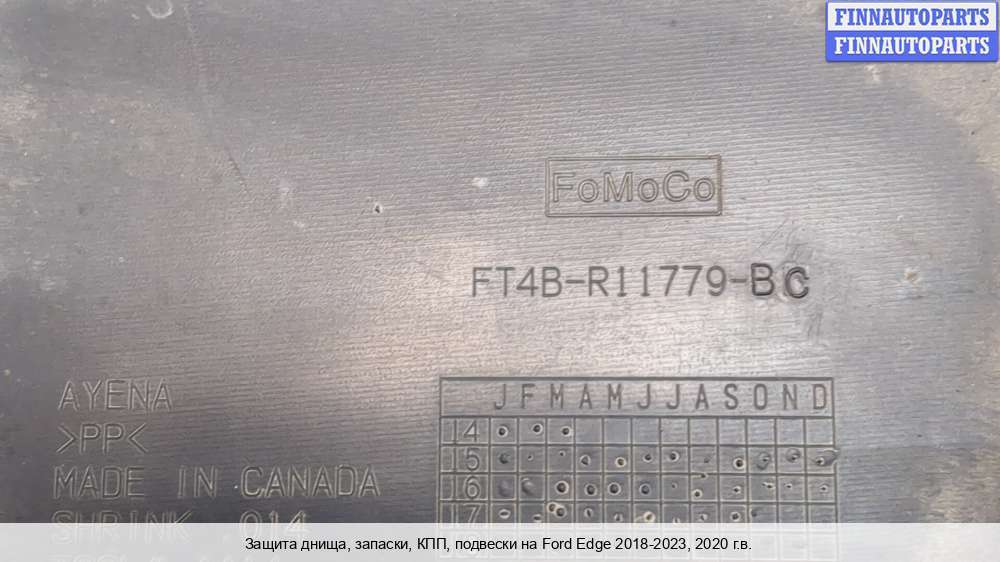 FINNAUTOPARTS
FINNAUTOPARTS
FoMoCo
FT4B-R11779-BC
AYENA
>PP<
MADE IN CANADA
SHRINK .014
J F M A M J J A S O N D
14
15
16
17
Защита днища, запаски, КПП, подвески на Ford Edge 2018-2023, 2020 г.в.